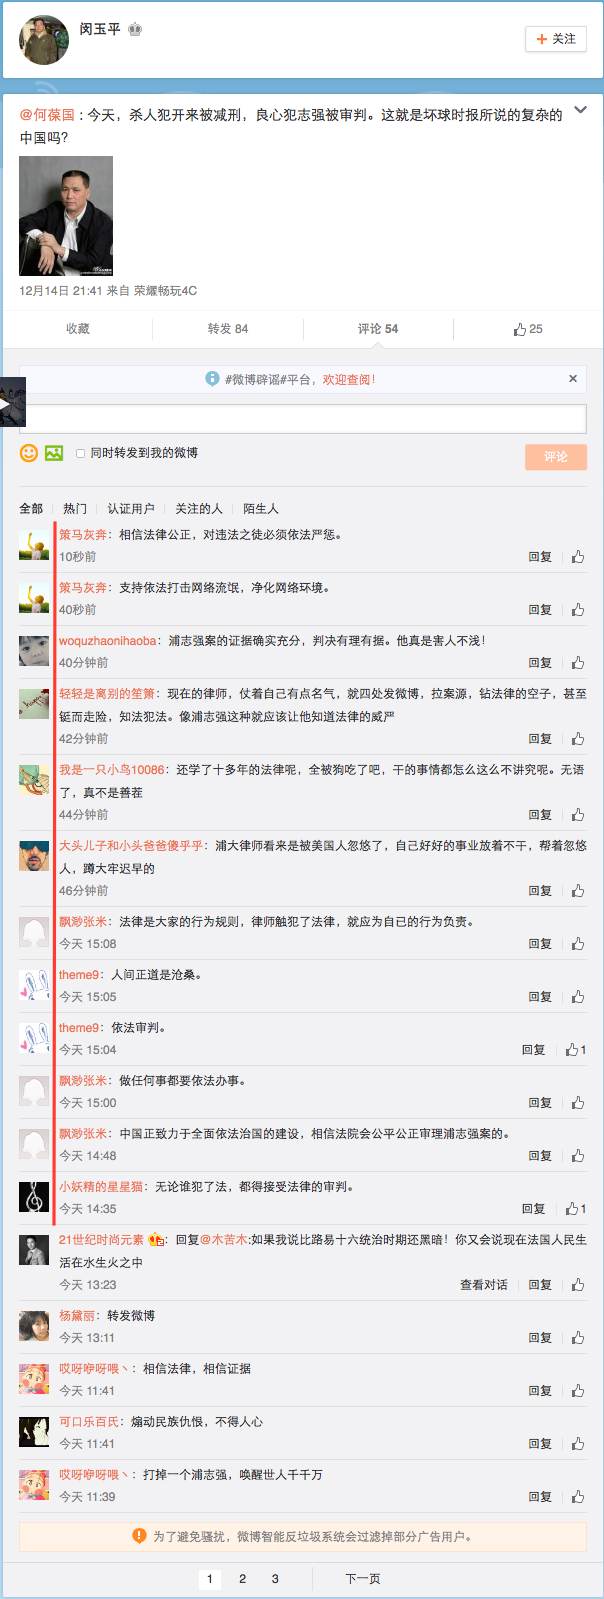 闵玉平
+ 关注
@何葆国：今天，杀人犯开来被减刑，良心犯志强被审判。这就是坏球时报所说的复杂的
中国吗？
12月14日 21:41 来自 荣耀畅玩4C
收藏
转发 84
评论 54
25
#微博辟谣#平台，欢迎查阅！
×
同时转发到我的微博
评论
全部 热门 认证用户 关注的人 陌生人
策马灰奔：相信法律公正，对违法之徒必须依法严惩。
10秒前 回复
策马灰奔：支持依法打击网络流氓，净化网络环境。
40秒前 回复
woquzhaonihaoba：浦志强案的证据确实充分，判决有理有据。他真是害人不浅！
40分钟前 回复
轻轻是离别的笙箫：现在的律师，仗着自己有点名气，就四处发微博，拉案源，钻法律的空子，甚至
铤而走险，知法犯法。像浦志强这种就应该让他知道法律的威严
42分钟前 回复
我是一只小鸟10086：还学了十多年的法律呢，全被狗吃了吧，干的事情都怎么这么不讲究呢。无语
了，真不是善茬
44分钟前 回复
大头儿子和小头爸爸傻乎乎：浦大律师看来是被美国人忽悠了，自己好好的事业放着不干，帮着忽悠
人，蹲大牢迟早的
46分钟前 回复
飘渺张米：法律是大家的行为规则，律师触犯了法律，就应为自已的行为负责。
今天 15:08 回复
theme9：人间正道是沧桑。
今天 15:05 回复
theme9：依法审判。
今天 15:04 回复 1
飘渺张米：做任何事都要依法办事。
今天 15:00 回复
飘渺张米：中国正致力于全面依法治国的建设，相信法院会公平公正审理浦志强案的。
今天 14:48 回复
小妖精的星星猫：无论谁犯了法，都得接受法律的审判。
今天 14:35 回复 1
21世纪时尚元素：回复@木苦木:如果我说比路易十六统治时期还黑暗！你又会说现在法国人民生
活在水生火之中
今天 13:23 查看对话 回复
杨黛丽：转发微博
今天 13:11 回复
哎呀咿呀喂丶：相信法律，相信证据
今天 11:41 回复
可口乐百氏：煽动民族仇恨，不得人心
今天 11:41 回复
哎呀咿呀喂丶：打掉一个浦志强，唤醒世人千千万
今天 11:39 回复
为了避免骚扰，微博智能反垃圾系统会过滤掉部分广告用户。
1 2 3 下一页